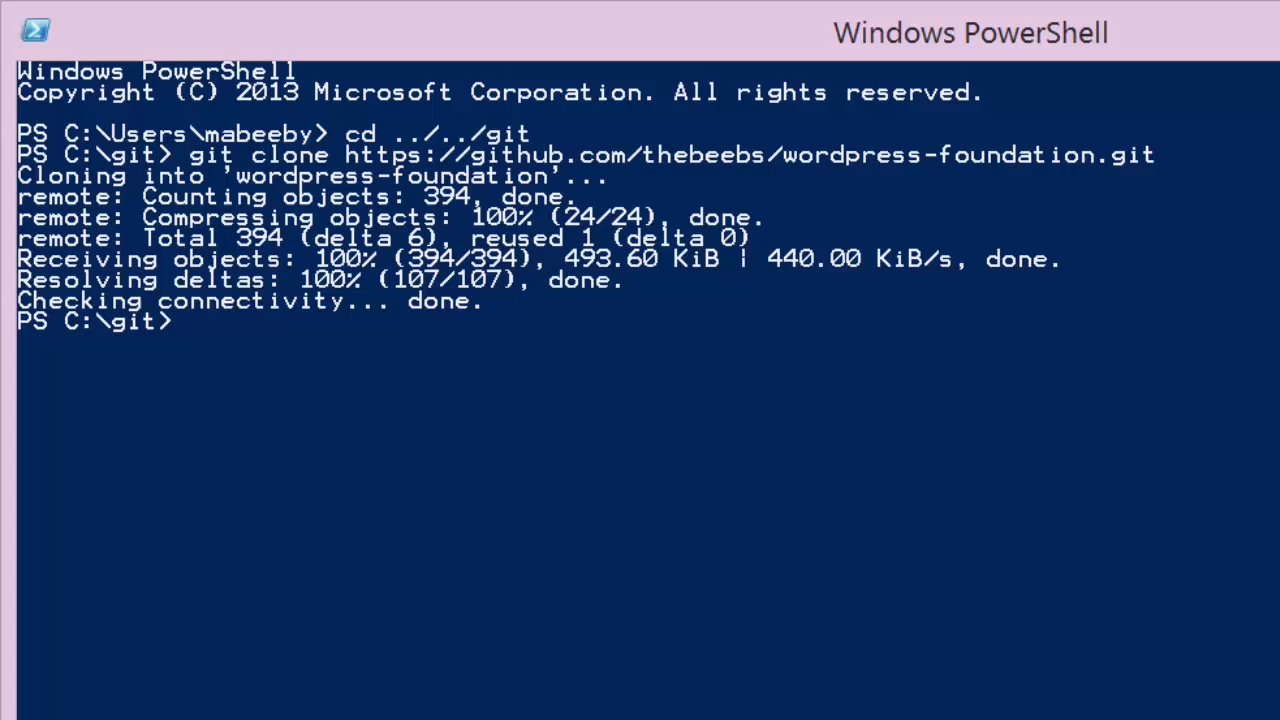 Windows PowerShell
Windows PowerShell
Copyright (C) 2013 Microsoft Corporation. All rights reserved.
PS C:\Users\mabeeby> cd ../../git
PS C:\git> git clone https://github.com/thebeebs/wordpress-foundation.git
Cloning into 'wordpress-foundation'...
remote: Counting objects: 394, done.
remote: Compressing objects: 100% (24/24), done.
remote: Total 394 (delta 6), reused 1 (delta 0)
Receiving objects: 100% (394/394), 493.60 KiB | 440.00 KiB/s, done.
Resolving deltas: 100% (107/107), done.
Checking connectivity... done.
PS C:\git>